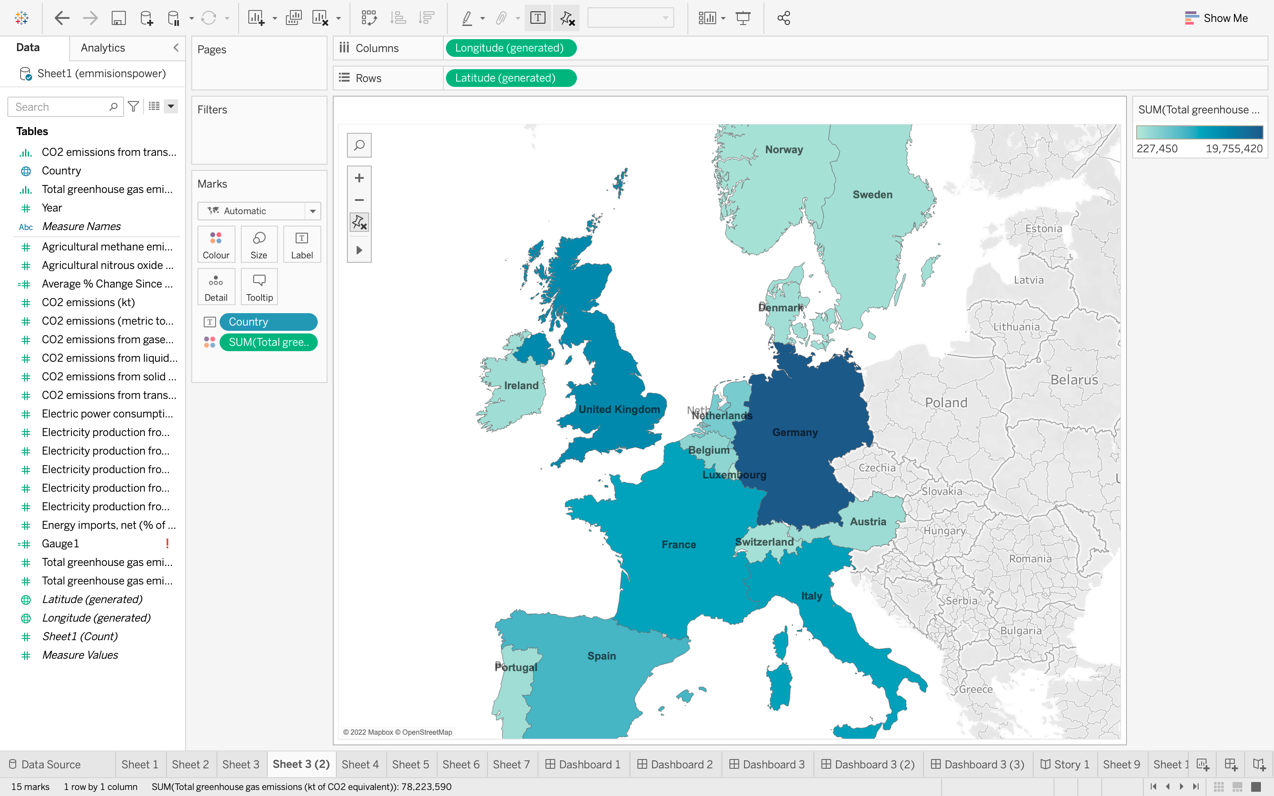 Show Me
Data
Analytics
Pages
Columns
Longitude (generated)
Rows
Latitude (generated)
Sheet1 (emmisionspower)
Search
Tables
CO2 emissions from trans...
Country
Total greenhouse gas emi...
Year
Abc
Measure Names
Agricultural methane emi...
Agricultural nitrous oxide ...
Average % Change Since ...
CO2 emissions (kt)
CO2 emissions (metric to...
CO2 emissions from gase...
CO2 emissions from liquid...
CO2 emissions from solid ...
CO2 emissions from trans...
Electric power consumpti...
Electricity production fro...
Electricity production fro...
Electricity production fro...
Electricity production fro...
Electricity production fro...
Energy imports, net (% of ...
Gauge1
!
Total greenhouse gas emi...
Total greenhouse gas emi...
Latitude (generated)
Longitude (generated)
Sheet1 (Count)
Measure Values
Filters
Marks
Automatic
Colour
Size
Label
Detail
Tooltip
Country
SUM(Total gree..
Norway
Sweden
Estonia
Latvia
Denmark
Lithuania
Ireland
United Kingdom
Neth
Netherlands
Belarus
Poland
Germany
Belgium
Luxembourg
Czechia
Slovakia
Austria
Hungary
Switzerland
France
Romania
Italy
Serbia
Bulgaria
Spain
Portugal
Greece
© 2022 Mapbox © OpenStreetMap
SUM(Total greenhouse ...
227,450
19,755,420
Data Source
Sheet 1
Sheet 2
Sheet 3
Sheet 3 (2)
Sheet 4
Sheet 5
Sheet 6
Sheet 7
Dashboard 1
Dashboard 2
Dashboard 3
Dashboard 3 (2)
Dashboard 3 (3)
Story 1
Sheet 9
Sheet 1
15 marks
1 row by 1 column
SUM(Total greenhouse gas emissions (kt of CO2 equivalent)): 78,223,590